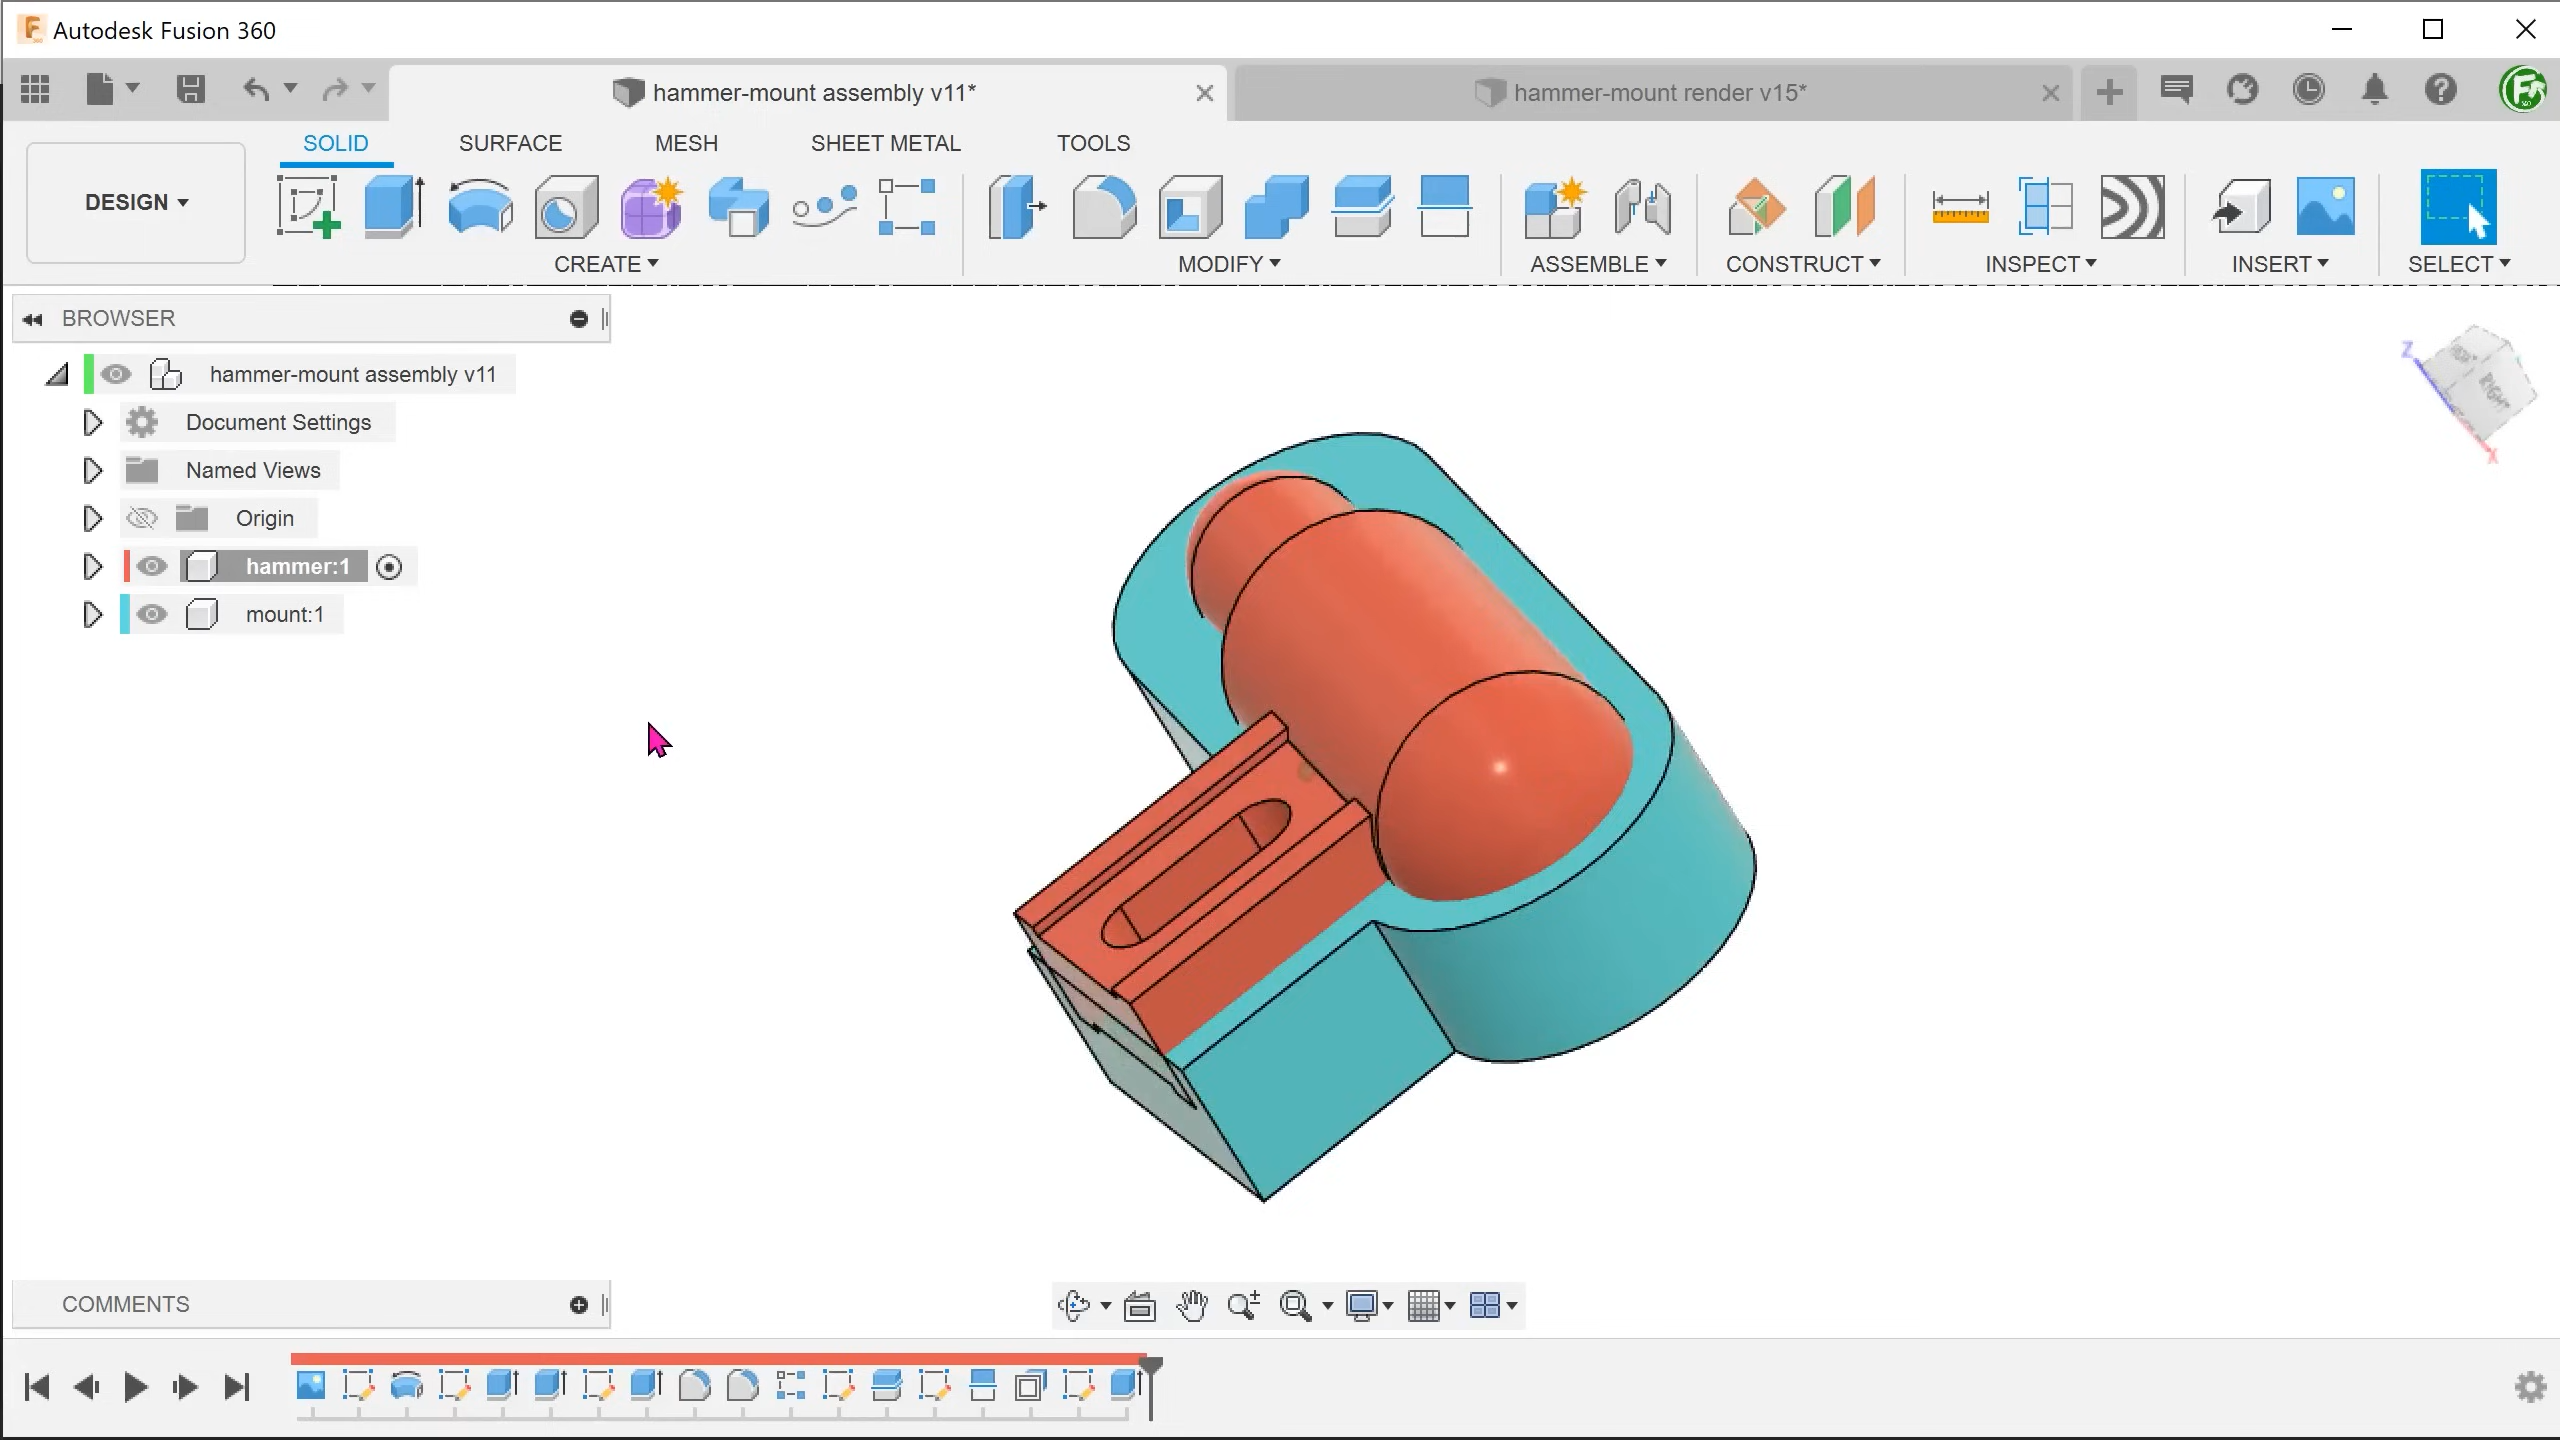 Autodesk Fusion 360
hammer-mount assembly v11*
hammer-mount render v15*
SOLID SURFACE MESH SHEET METAL TOOLS
DESIGN
CREATE MODIFY ASSEMBLE CONSTRUCT INSPECT INSERT SELECT
BROWSER
hammer-mount assembly v11
Document Settings
Named Views
Origin
hammer:1
mount:1
Z
RIGHT
X
COMMENTS